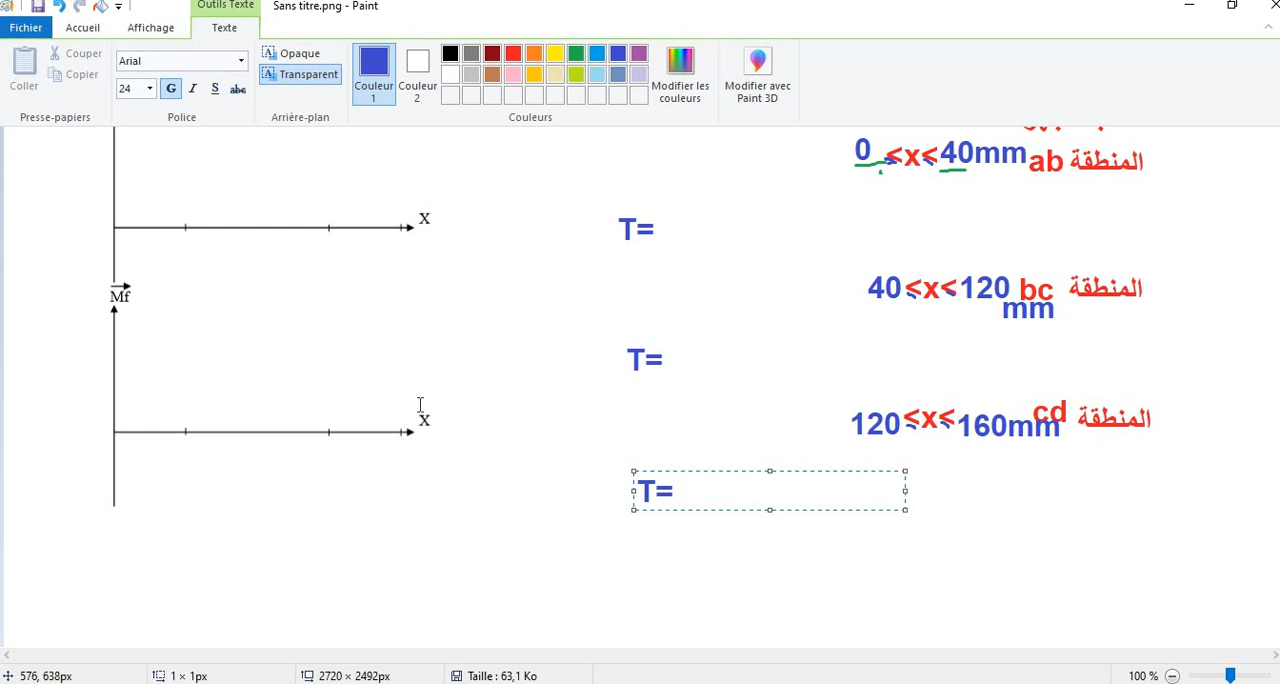 Outils Texte
Sans titre.png - Paint
Fichier
Accueil
Affichage
Texte
Coller
Couper
Copier
Presse-papiers
Arial
24
G I S abc
Police
Opaque
Transparent
Arrière-plan
Couleur 1
Couleur 2
Couleurs
Modifier les couleurs
Modifier avec Paint 3D
0 <x< 40mm ab المنطقة
X
T=
Mf
40 <x< 120 mm bc المنطقة
T=
X
120 <x< 160mm cd المنطقة
T=
576, 638px
1 × 1px
2720 × 2492px
Taille : 63,1 Ko
100 %